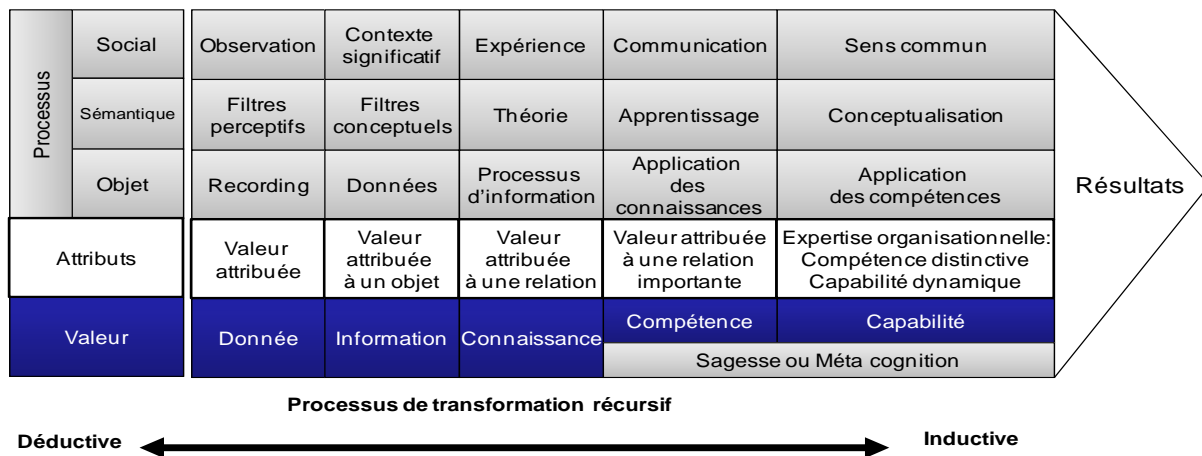 Processus
Social
Observation
Contexte
significatif
Expérience
Communication
Sens commun
Sémantique
Filtres
perceptifs
Filtres
conceptuels
Théorie
Apprentissage
Conceptualisation
Objet
Recording
Données
Processus
d'information
Application
des
connaissances
Application
des compétences
Résultats
Attributs
Valeur
attribuée
Valeur
attribuée
à un objet
Valeur
attribuée
à une relation
Valeur attribuée
à une relation
importante
Expertise organisationnelle:
Compétence distinctive
Capabilité dynamique
Valeur
Donnée
Information
Connaissance
Compétence
Capabilité
Sagesse ou Méta cognition
Processus de transformation récursif
Déductive
Inductive